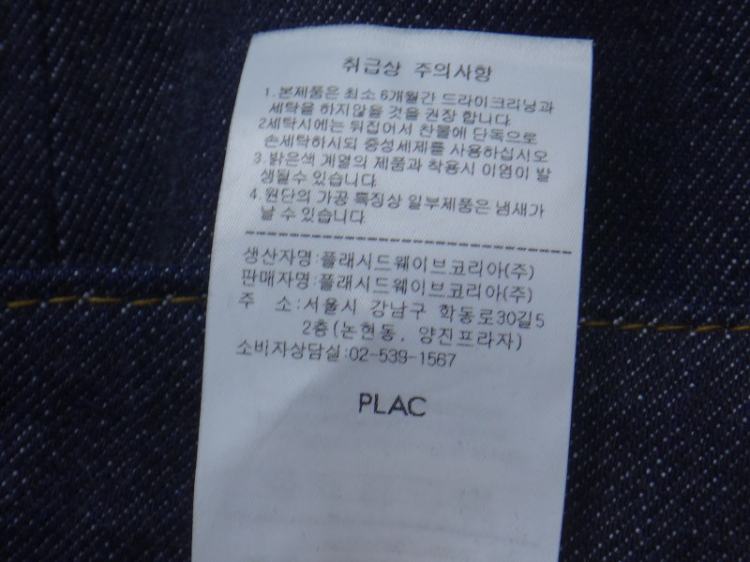 취급상 주의사항
1.본제품은 최소 6개월간 드라이크리닝과
세탁을 하지않을 것을 권장 합니다
2세탁시에는 뒤집어서 찬물에 단독으로
손세탁하시되 중성세제를 사용하십시오
3.밝은색 계열의 제품과 착용시 이염이 발
생될수 있습니다
4.원단의 가공 특징상 일부제품은 냄새가
날 수 있습니다
생산자명:플래시드웨이브코리아(주)
판매자명:플래시드웨이브코리아(주)
주 소:서울시 강남구 학동로30길5
2층(논현동, 양진프라자)
소비자상담실:02-539-1567
PLAC